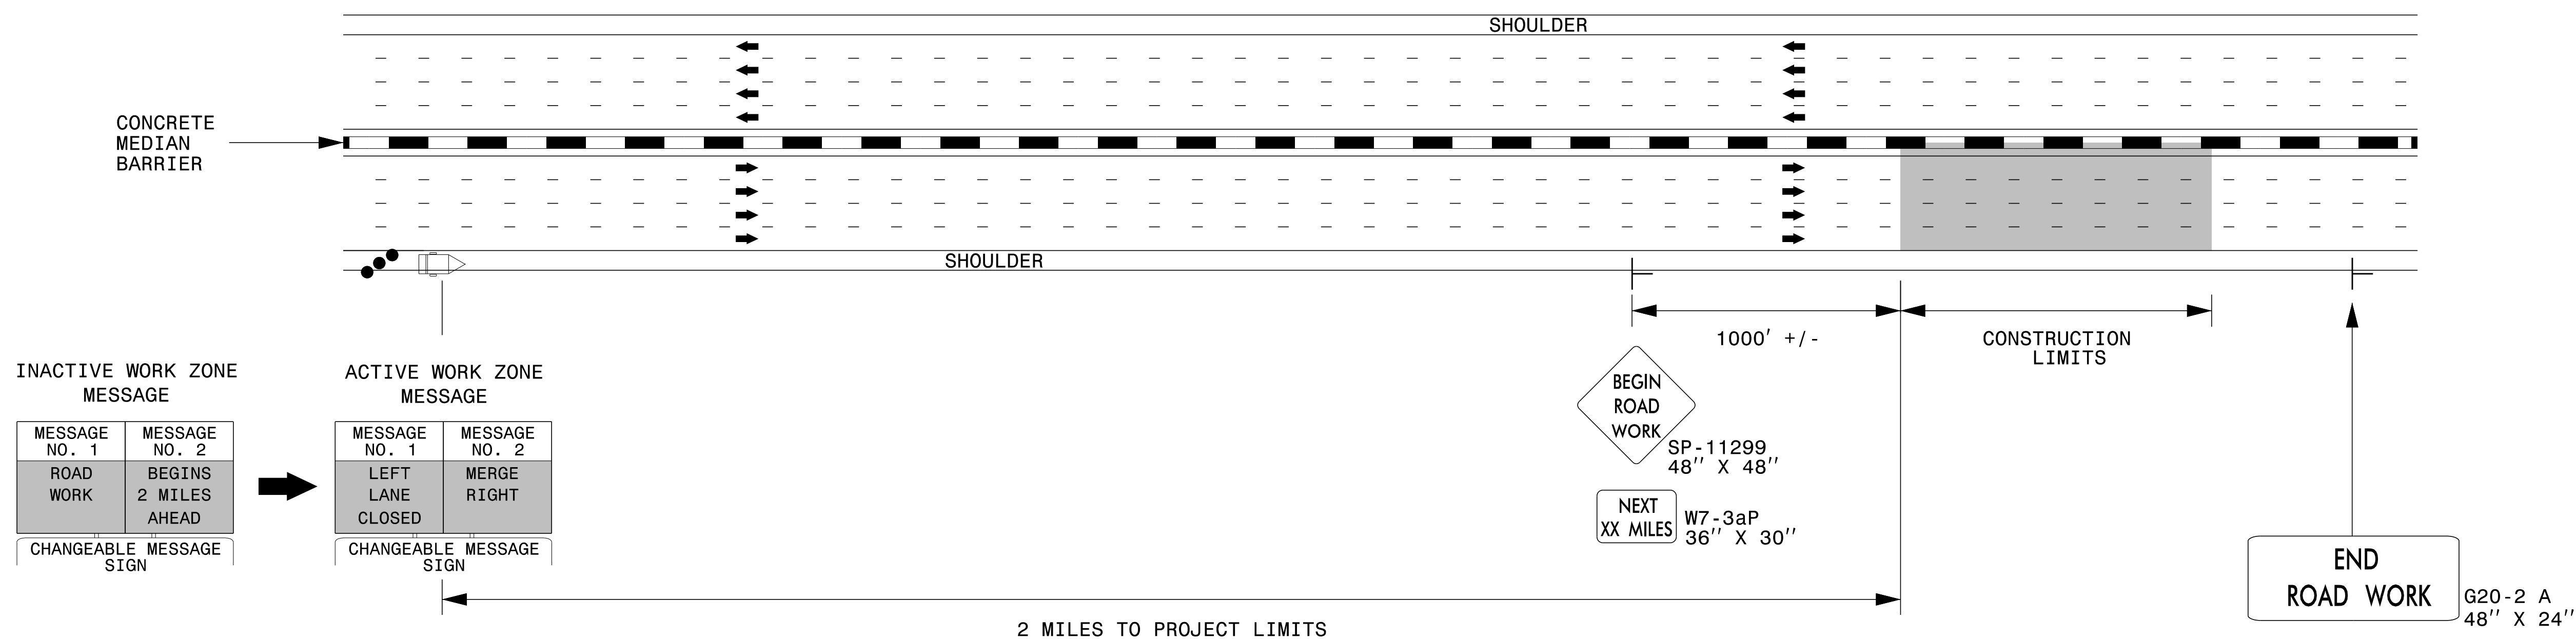 SHOULDER
CONCRETE
MEDIAN
BARRIER
SHOULDER
1000' +/-
CONSTRUCTION
LIMITS
INACTIVE WORK ZONE
MESSAGE
MESSAGE
NO. 1
MESSAGE
NO. 2
ROAD
WORK
BEGINS
2 MILES
AHEAD
CHANGEABLE MESSAGE
SIGN
ACTIVE WORK ZONE
MESSAGE
MESSAGE
NO. 1
MESSAGE
NO. 2
LEFT
LANE
CLOSED
MERGE
RIGHT
CHANGEABLE MESSAGE
SIGN
BEGIN
ROAD
WORK
SP-11299
48'' X 48''
NEXT
XX MILES
W7-3aP
36'' X 30''
END
ROAD WORK
G20-2 A
48'' X 24''
2 MILES TO PROJECT LIMITS